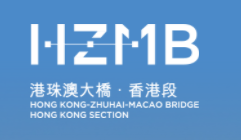 HZMB
港珠澳大橋 · 香港段
HONG KONG-ZHUHAI-MACAO BRIDGE
HONG KONG SECTION